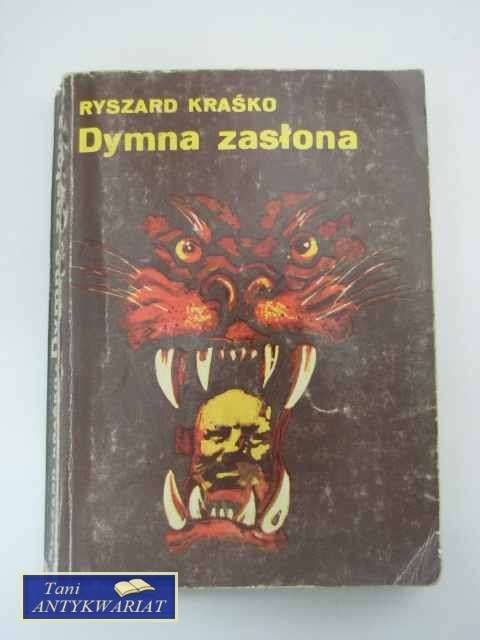 RYSZARD KRAŚKO
Dymna zasłona
Tani
ANTYKWARIAT